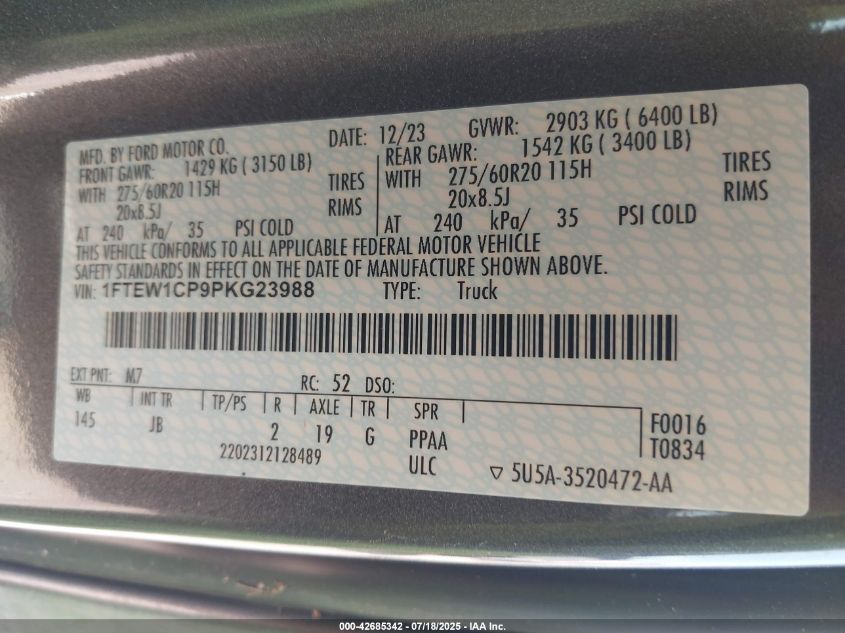 MFD. BY FORD MOTOR CO.
DATE: 12/23 GVWR: 2903 KG ( 6400 LB)
FRONT GAWR: 1429 KG ( 3150 LB)
WITH 275/60R20 115H TIRES
20x8.5J RIMS
AT 240 kPa/ 35 PSI COLD
REAR GAWR: 1542 KG ( 3400 LB)
WITH 275/60R20 115H TIRES
20x8.5J RIMS
AT 240 kPa/ 35 PSI COLD
THIS VEHICLE CONFORMS TO ALL APPLICABLE FEDERAL MOTOR VEHICLE
SAFETY STANDARDS IN EFFECT ON THE DATE OF MANUFACTURE SHOWN ABOVE.
VIN: 1FTEW1CP9PKG23988 TYPE: Truck
EXT PNT: M7 RC: 52 DSO:
WB INT TR TP/PS R AXLE TR SPR
145 JB 2 19 G PPAA
F0016
T0834
2202312128489 ULC
▽ 5U5A-3520472-AA
000-42685342 - 07/18/2025 - IAA Inc.